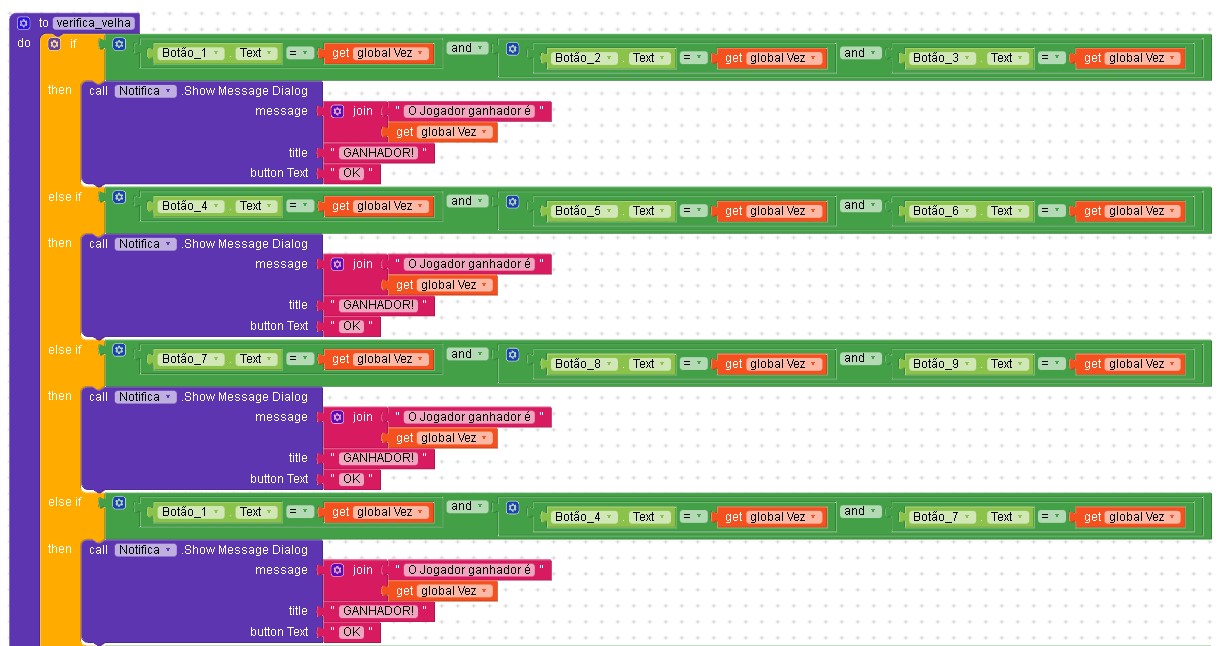 to verifica_velha
do if Botão_1 . Text = get global Vez and Botão_2 . Text = get global Vez and Botão_3 . Text = get global Vez
then call Notifica .Show Message Dialog
message join " O Jogador ganhador é "
get global Vez
title " GANHADOR! "
button Text " OK "
else if Botão_4 . Text = get global Vez and Botão_5 . Text = get global Vez and Botão_6 . Text = get global Vez
then call Notifica .Show Message Dialog
message join " O Jogador ganhador é "
get global Vez
title " GANHADOR! "
button Text " OK "
else if Botão_7 . Text = get global Vez and Botão_8 . Text = get global Vez and Botão_9 . Text = get global Vez
then call Notifica .Show Message Dialog
message join " O Jogador ganhador é "
get global Vez
title " GANHADOR! "
button Text " OK "
else if Botão_1 . Text = get global Vez and Botão_4 . Text = get global Vez and Botão_7 . Text = get global Vez
then call Notifica .Show Message Dialog
message join " O Jogador ganhador é "
get global Vez
title " GANHADOR! "
button Text " OK "